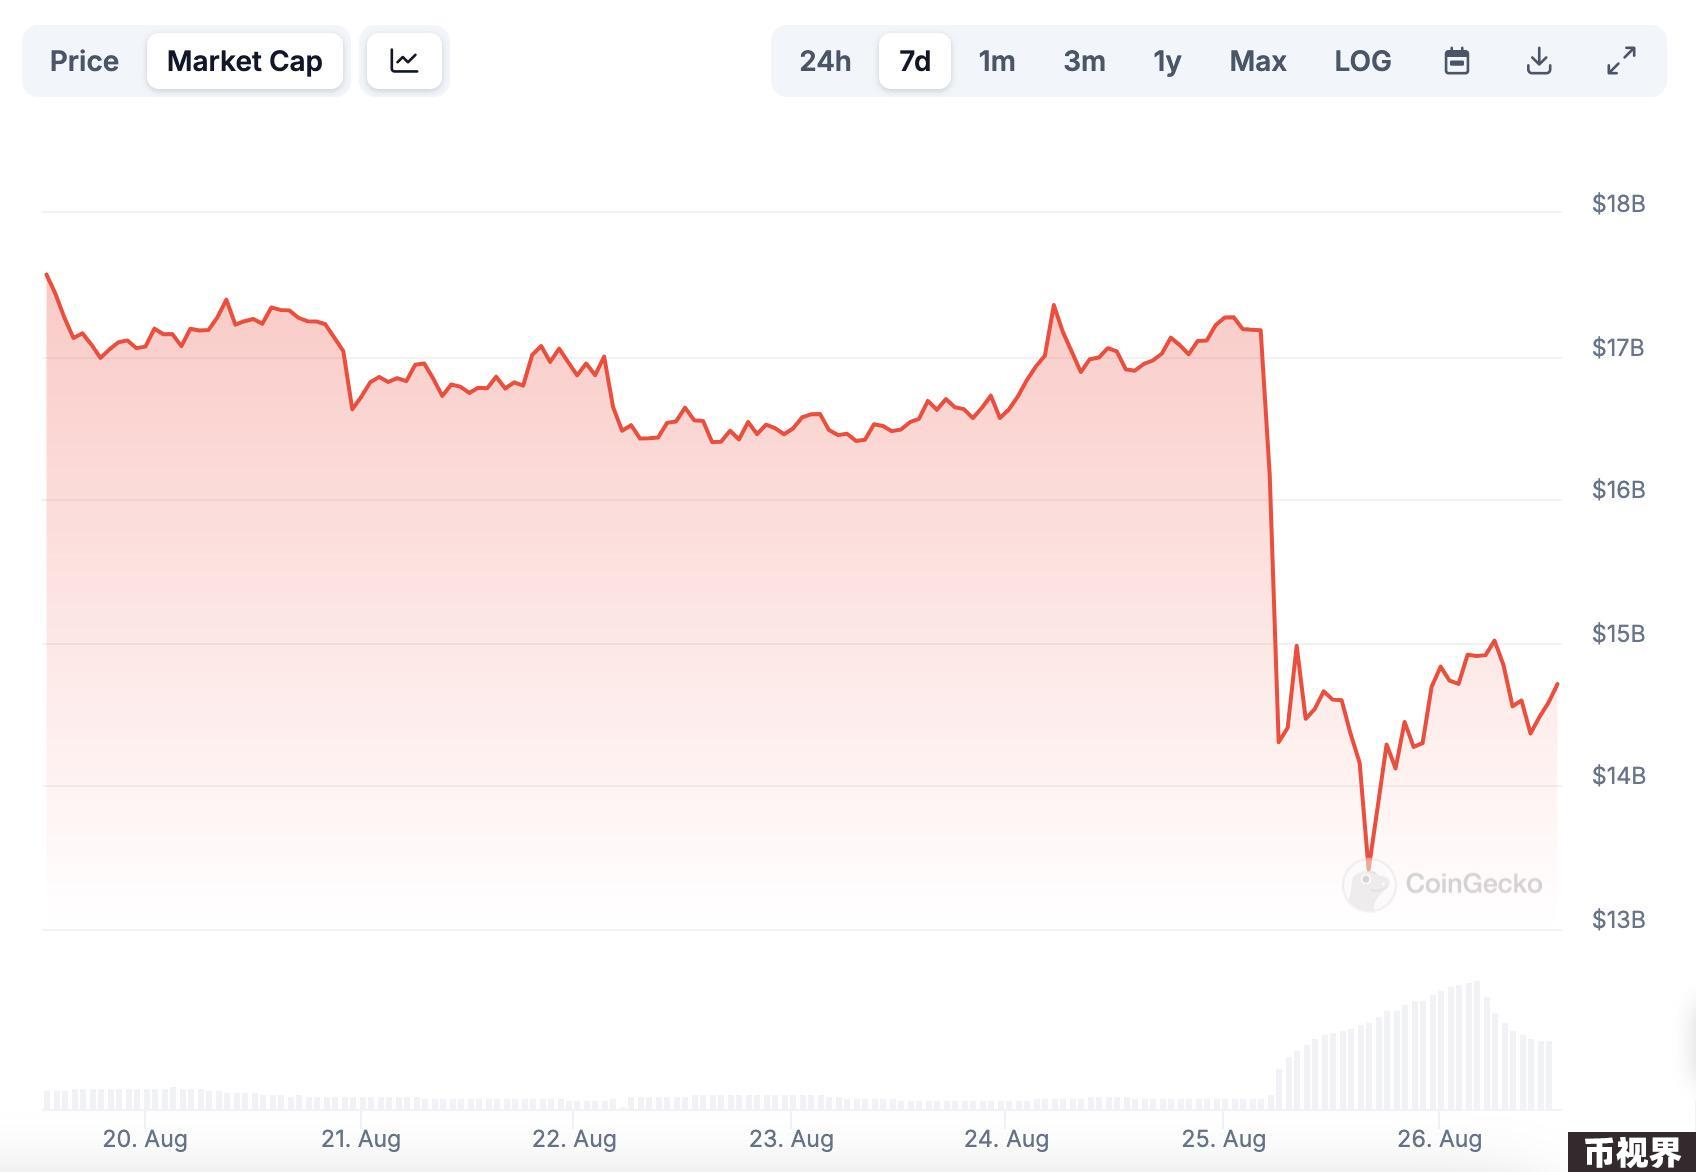 Price Market Cap 24h 7d 1m 3m 1y Max LOG
$18B
$17B
$16B
$15B
$14B
CoinGecko
$13B
20. Aug 21. Aug 22. Aug 23. Aug 24. Aug 25. Aug 26. Aug
币视界